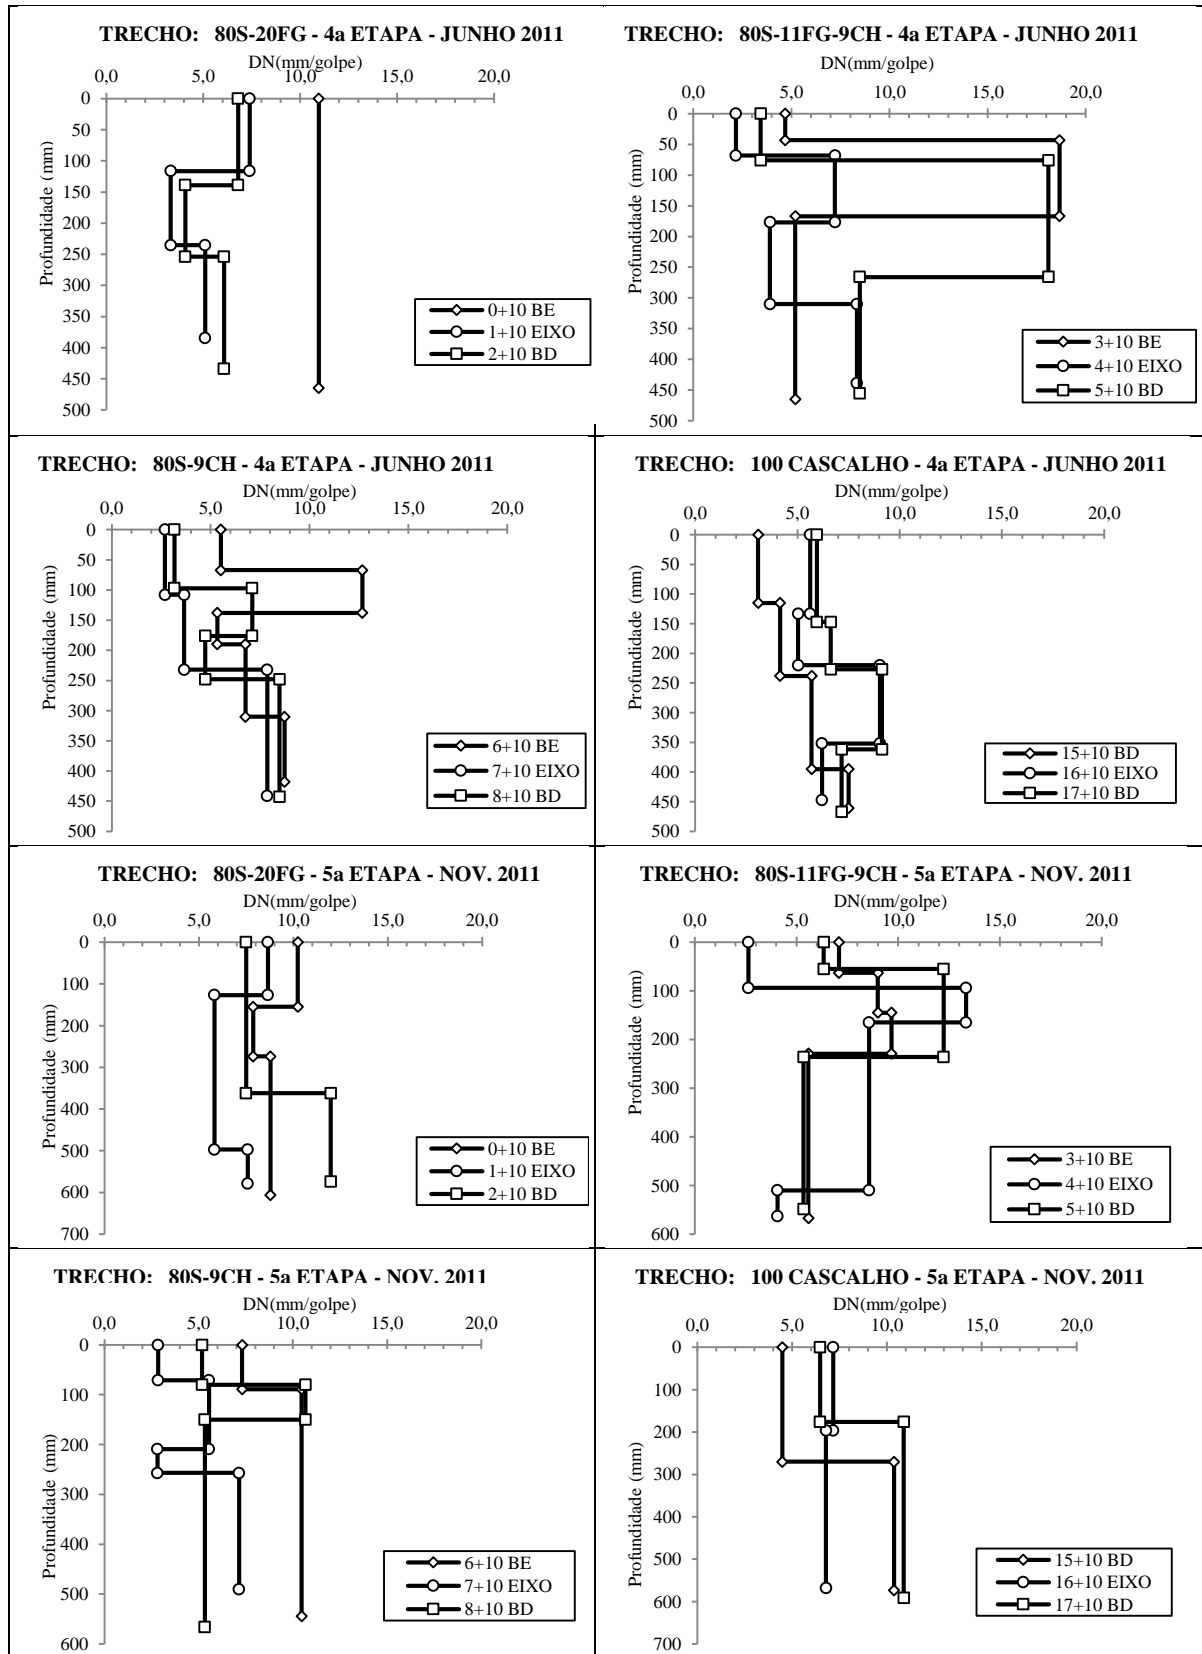 TRECHO: 80S-20FG - 4a ETAPA - JUNHO 2011
DN(mm/golpe)
0,0 5,0 10,0 15,0 20,0
Profundidade (mm)
0
50
100
150
200
250
300
350
400
450
500
0+10 BE
1+10 EIXO
2+10 BD
TRECHO: 80S-11FG-9CH - 4a ETAPA - JUNHO 2011
DN(mm/golpe)
0,0 5,0 10,0 15,0 20,0
Profundidade (mm)
0
50
100
150
200
250
300
350
400
450
500
3+10 BE
4+10 EIXO
5+10 BD
TRECHO: 80S-9CH - 4a ETAPA - JUNHO 2011
DN(mm/golpe)
0,0 5,0 10,0 15,0 20,0
Profundidade (mm)
0
50
100
150
200
250
300
350
400
450
500
6+10 BE
7+10 EIXO
8+10 BD
TRECHO: 100 CASCALHO - 4a ETAPA - JUNHO 2011
DN(mm/golpe)
0,0 5,0 10,0 15,0 20,0
Profundidade (mm)
0
50
100
150
200
250
300
350
400
450
500
15+10 BD
16+10 EIXO
17+10 BD
TRECHO: 80S-20FG - 5a ETAPA - NOV. 2011
DN(mm/golpe)
0,0 5,0 10,0 15,0 20,0
Profundidade (mm)
0
100
200
300
400
500
600
700
0+10 BE
1+10 EIXO
2+10 BD
TRECHO: 80S-11FG-9CH - 5a ETAPA - NOV. 2011
DN(mm/golpe)
0,0 5,0 10,0 15,0 20,0
Profundidade (mm)
0
100
200
300
400
500
600
3+10 BE
4+10 EIXO
5+10 BD
TRECHO: 80S-9CH - 5a ETAPA - NOV. 2011
DN(mm/golpe)
0,0 5,0 10,0 15,0 20,0
Profundidade (mm)
0
100
200
300
400
500
600
6+10 BE
7+10 EIXO
8+10 BD
TRECHO: 100 CASCALHO - 5a ETAPA - NOV. 2011
DN(mm/golpe)
0,0 5,0 10,0 15,0 20,0
Profundidade (mm)
0
100
200
300
400
500
600
700
15+10 BD
16+10 EIXO
17+10 BD